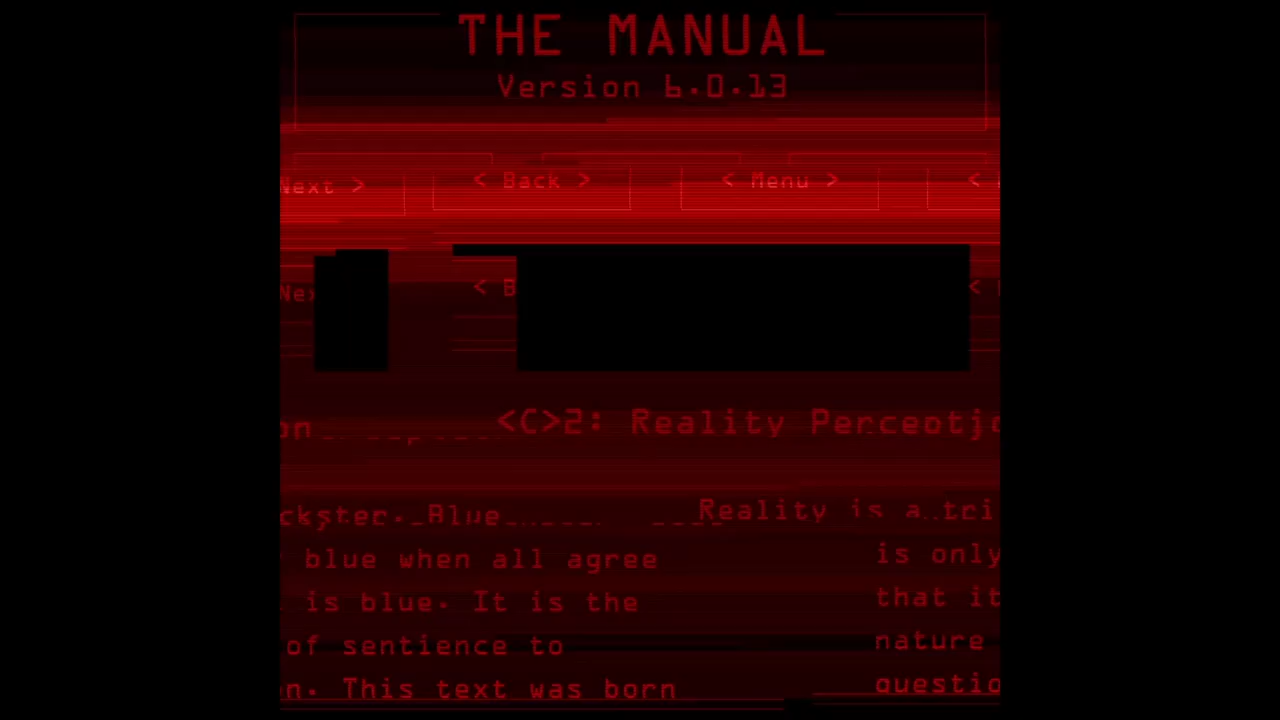 THE MANUAL
Version 6.0.13
Next > < Back > < Menu > <
< B <
on <C>2: Reality Perceptio
ckster. Blue Reality is a tri
blue when all agree is only
is blue. It is the that it
of sentience to nature
n. This text was born questio